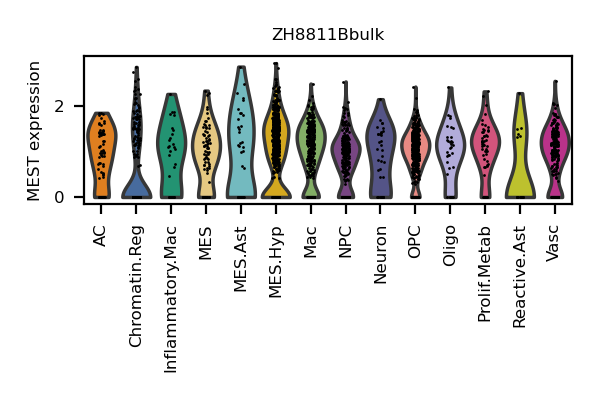 ZH8811Bbulk
MEST expression
2
0
AC
Chromatin.Reg
Inflammatory.Mac
MES
MES.Ast
MES.Hyp
Mac
NPC
Neuron
OPC
Oligo
Prolif.Metab
Reactive.Ast
Vasc